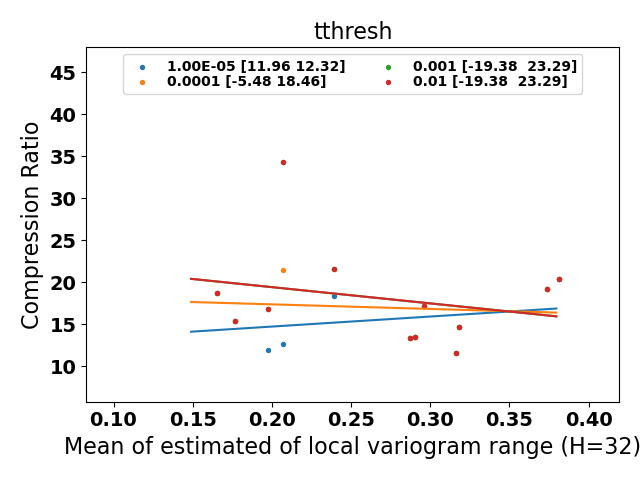 tthresh
1.00E-05 [11.96 12.32]
0.0001 [-5.48 18.46]
0.001 [-19.38  23.29]
0.01 [-19.38  23.29]
Compression Ratio
45
40
35
30
25
20
15
10
0.10 0.15 0.20 0.25 0.30 0.35 0.40
Mean of estimated of local variogram range (H=32)